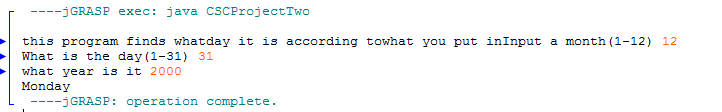 ----jGRASP exec: java CSCProjectTwo
this program finds whatday it is according towhat you put inInput a month(1-12) 12
What is the day(1-31) 31
what year is it 2000
Monday
----jGRASP: operation complete.